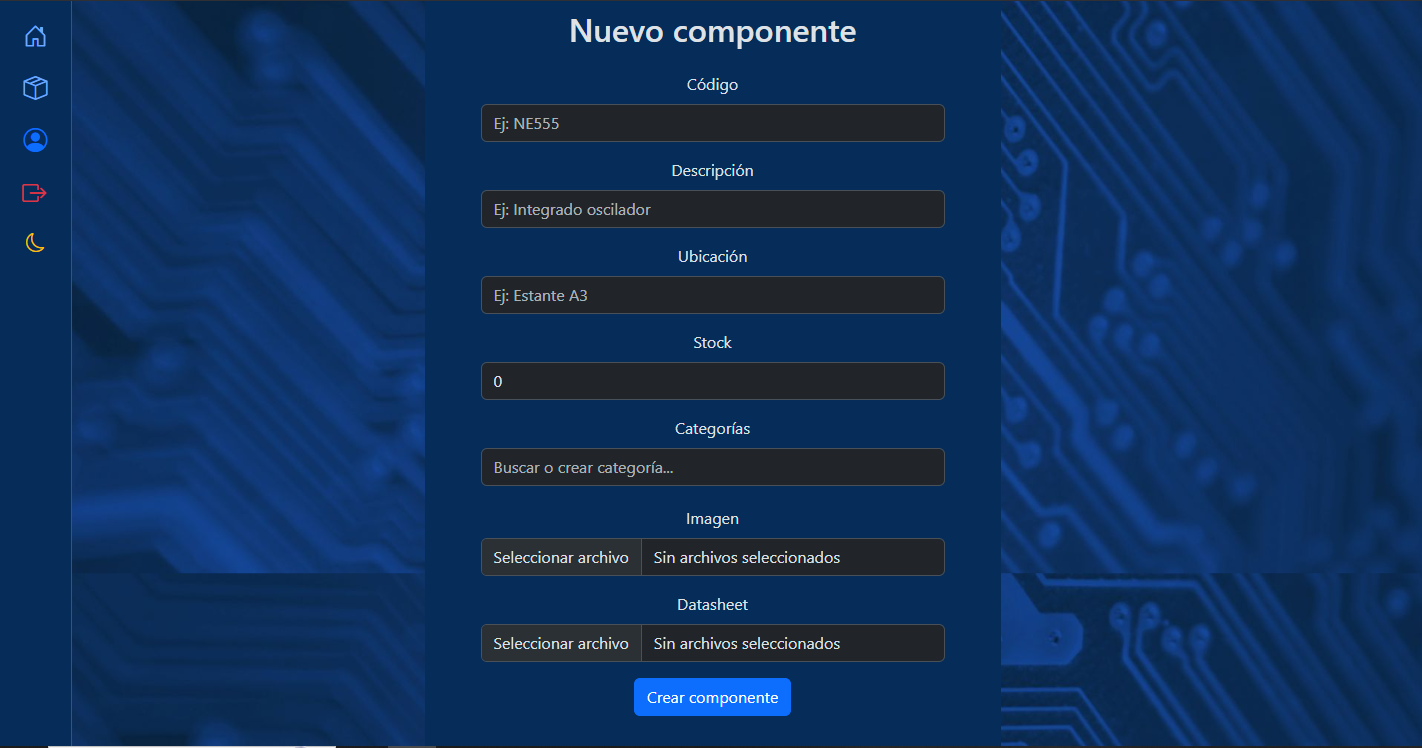 Nuevo componente
Código
Ej: NE555
Descripción
Ej: Integrado oscilador
Ubicación
Ej: Estante A3
Stock
0
Categorías
Buscar o crear categoría...
Imagen
Seleccionar archivo Sin archivos seleccionados
Datasheet
Seleccionar archivo Sin archivos seleccionados
Crear componente